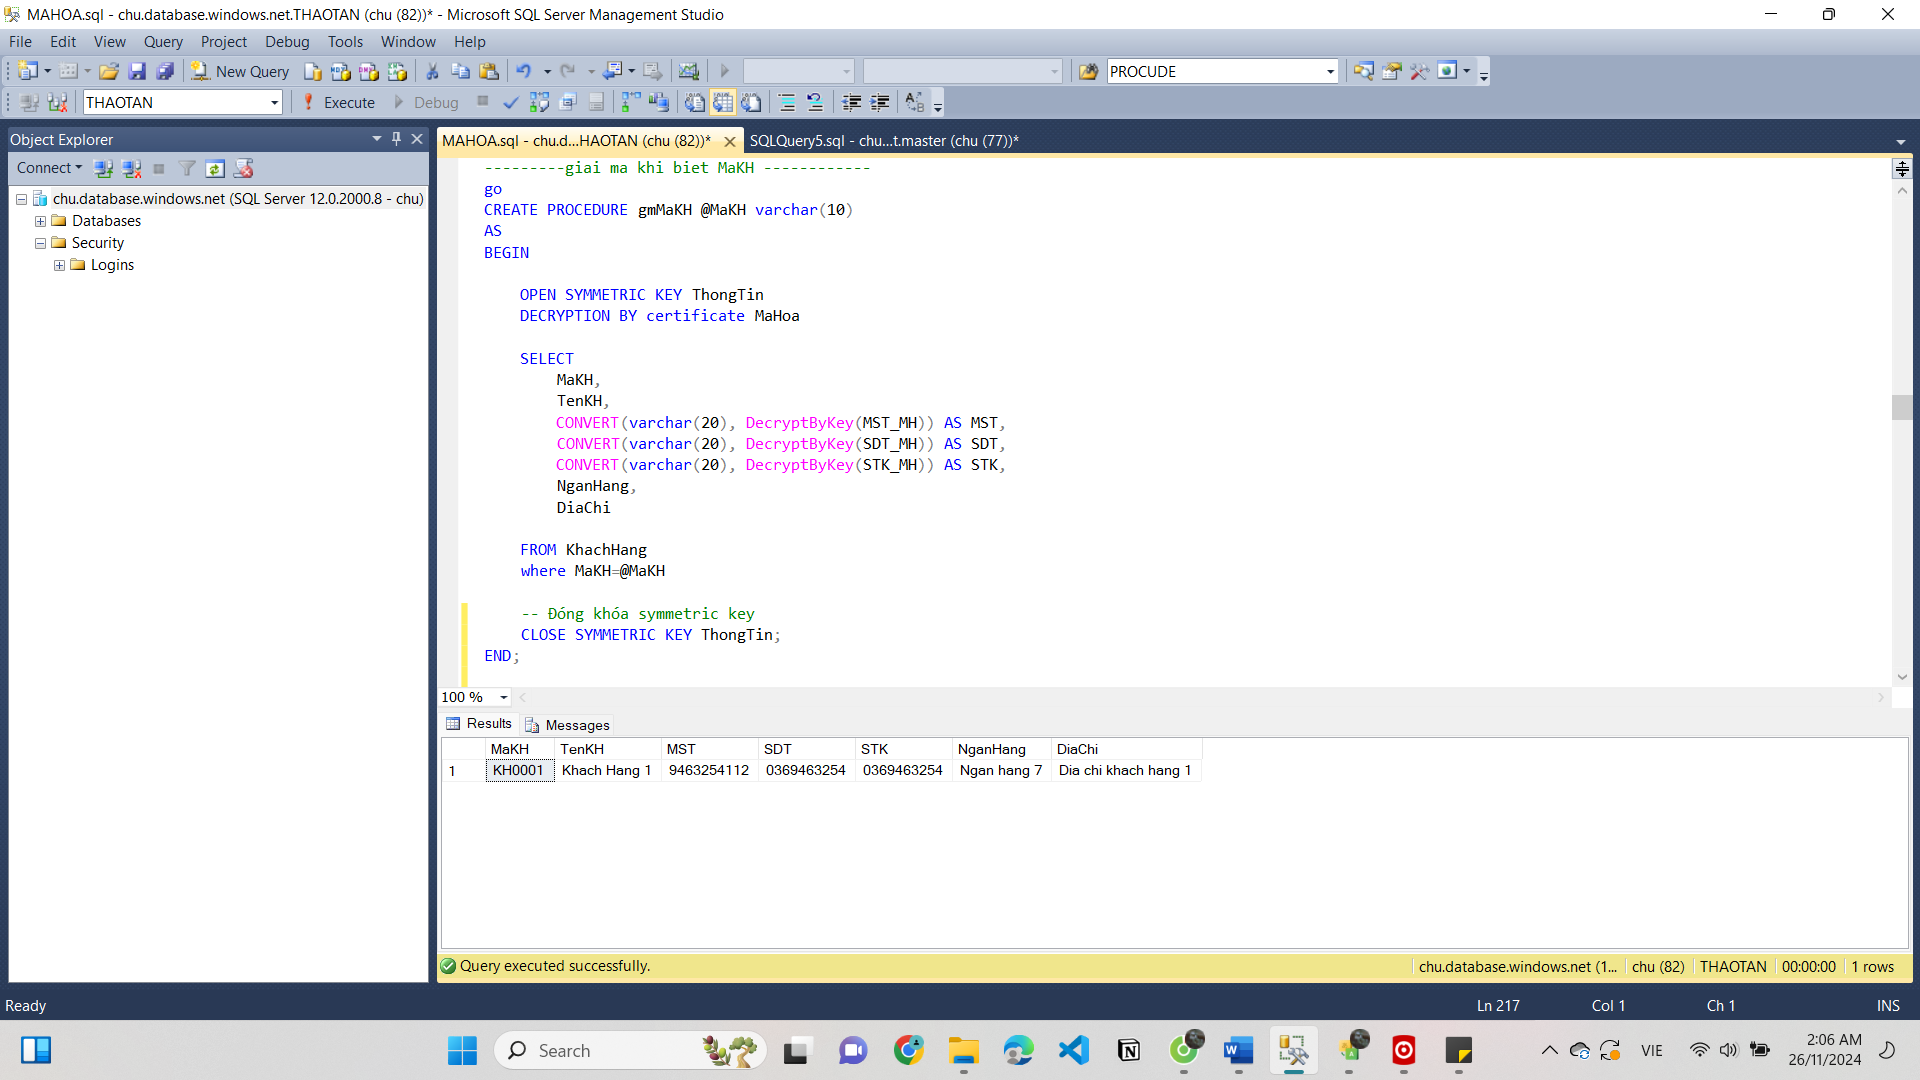 MAHOA.sql - chu.database.windows.net.THAOTAN (chu (82))* - Microsoft SQL Server Management Studio
File Edit View Query Project Debug Tools Window Help
New Query PROCUDE
THAOTAN Execute Debug
Object Explorer
Connect
chu.database.windows.net (SQL Server 12.0.2000.8 - chu)
Databases
Security
Logins
MAHOA.sql - chu.d...HAOTAN (chu (82))* SQLQuery5.sql - chu...t.master (chu (77))*
---------giai ma khi biet MaKH ------------
go
CREATE PROCEDURE gmMaKH @MaKH varchar(10)
AS
BEGIN
OPEN SYMMETRIC KEY ThongTin
DECRYPTION BY certificate MaHoa
SELECT
MaKH,
TenKH,
CONVERT(varchar(20), DecryptByKey(MST_MH)) AS MST,
CONVERT(varchar(20), DecryptByKey(SDT_MH)) AS SDT,
CONVERT(varchar(20), DecryptByKey(STK_MH)) AS STK,
NganHang,
DiaChi
FROM KhachHang
where MaKH=@MaKH
-- Đóng khóa symmetric key
CLOSE SYMMETRIC KEY ThongTin;
END;
100 %
Results Messages
MaKH TenKH MST SDT STK NganHang DiaChi
1 KH0001 Khach Hang 1 9463254112 0369463254 0369463254 Ngan hang 7 Dia chi khach hang 1
Query executed successfully. chu.database.windows.net (1... chu (82) THAOTAN 00:00:00 1 rows
Ready Ln 217 Col 1 Ch 1 INS
Search VIE 2:06 AM
26/11/2024